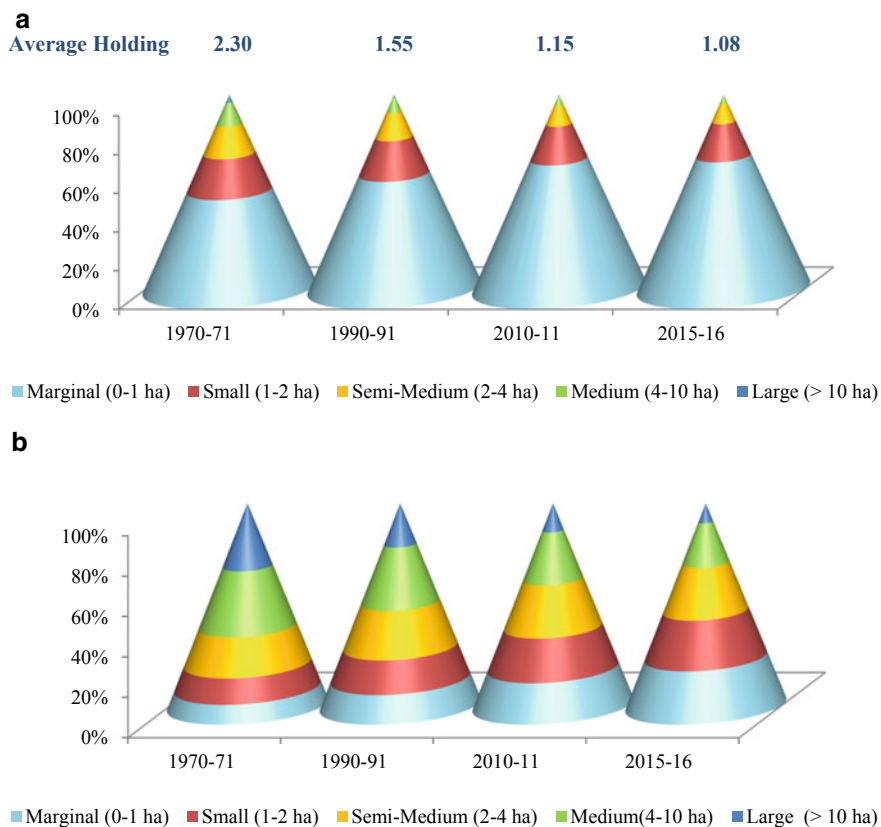 a
Average Holding 2.30 1.55 1.15 1.08
100%
80%
60%
40%
20%
0%
1970-71 1990-91 2010-11 2015-16
Marginal (0-1 ha) Small (1-2 ha) Semi-Medium (2-4 ha) Medium (4-10 ha) Large (> 10 ha)
b
100%
80%
60%
40%
20%
0%
1970-71 1990-91 2010-11 2015-16
Marginal (0-1 ha) Small (1-2 ha) Semi-Medium (2-4 ha) Medium(4-10 ha) Large (> 10 ha)